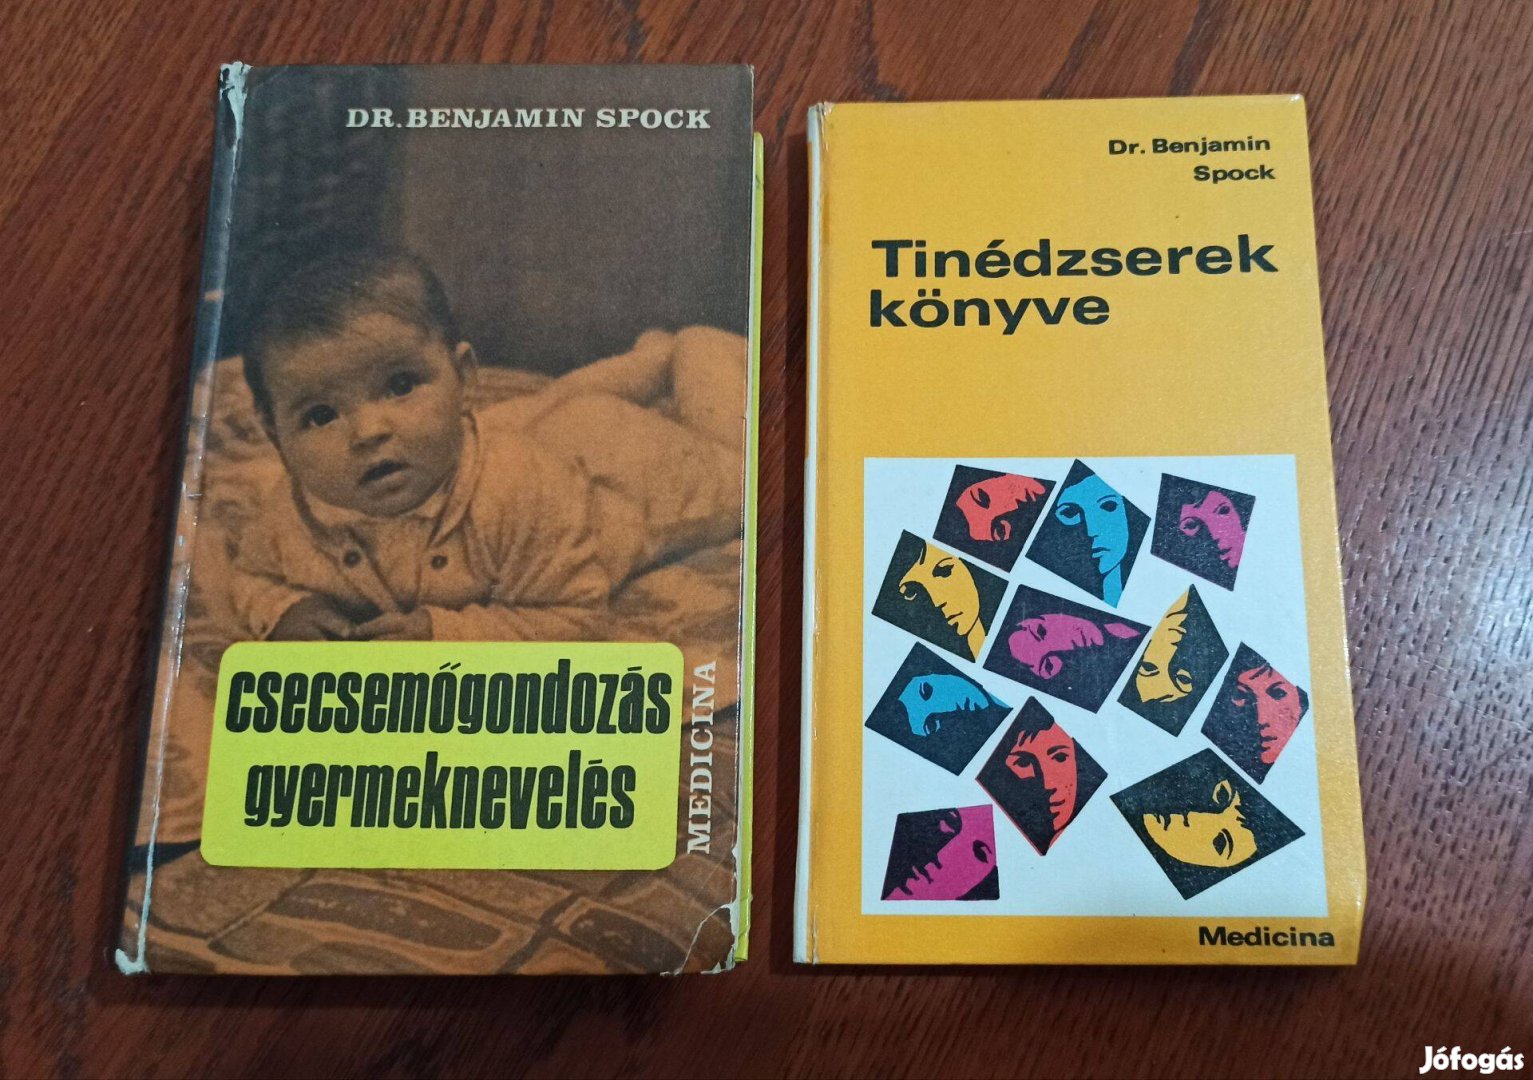 DR. BENJAMIN SPOCK
csecsemőgondozás
gyermeknevelés
MEDICINA
Dr. Benjamin
Spock
Tinédzserek
könyve
Medicina
Jófogás